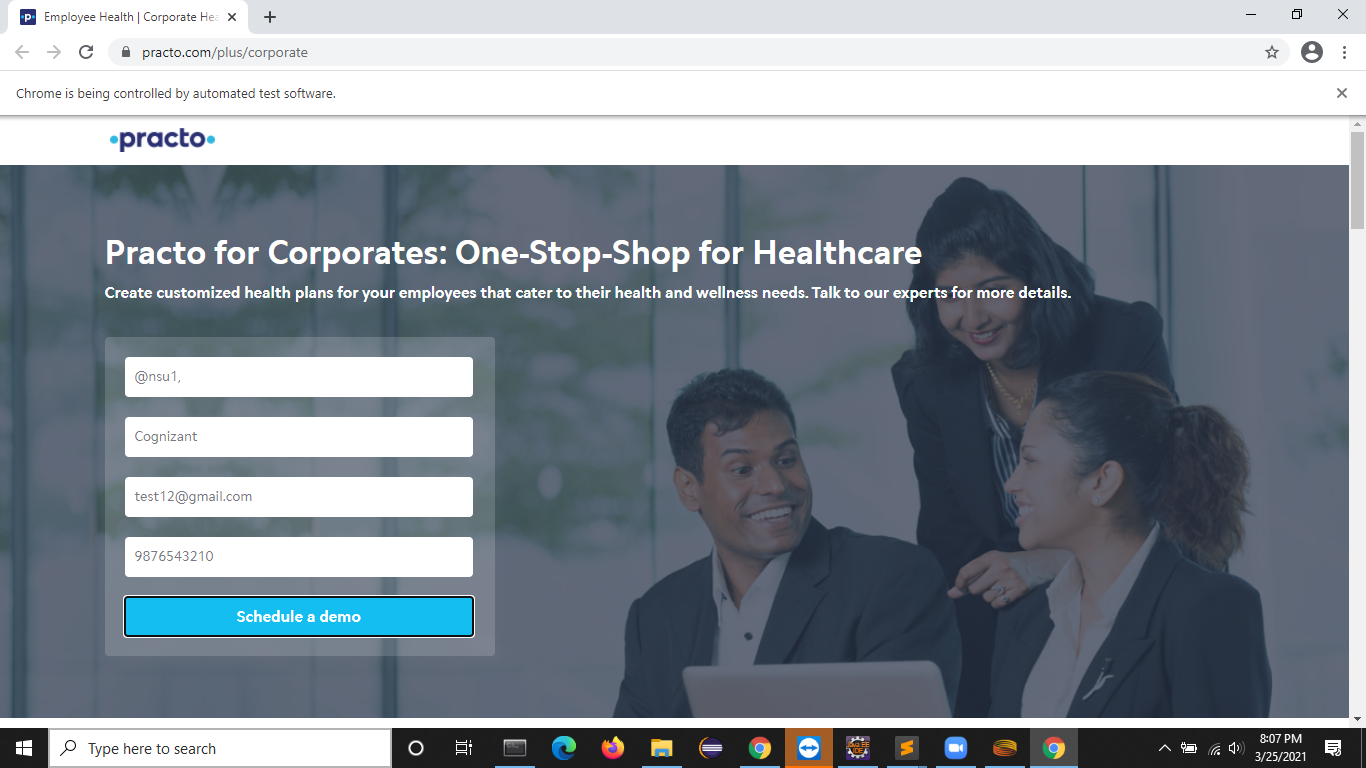 Employee Health | Corporate Hea
practo.com/plus/corporate
Chrome is being controlled by automated test software.
practo
Practo for Corporates: One-Stop-Shop for Healthcare
Create customized health plans for your employees that cater to their health and wellness needs. Talk to our experts for more details.
@nsu1,
Cognizant
test12@gmail.com
9876543210
Schedule a demo
Type here to search
8:07 PM
3/25/2021